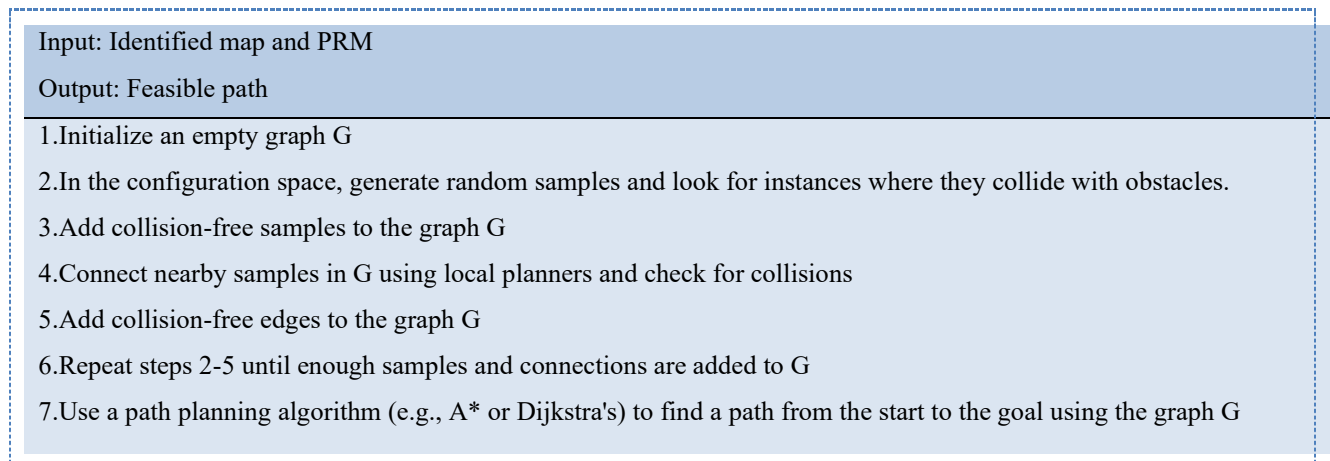 Input: Identified map and PRM
Output: Feasible path
1.Initialize an empty graph G
2.In the configuration space, generate random samples and look for instances where they collide with obstacles.
3.Add collision-free samples to the graph G
4.Connect nearby samples in G using local planners and check for collisions
5.Add collision-free edges to the graph G
6.Repeat steps 2-5 until enough samples and connections are added to G
7.Use a path planning algorithm (e.g., A* or Dijkstra's) to find a path from the start to the goal using the graph G